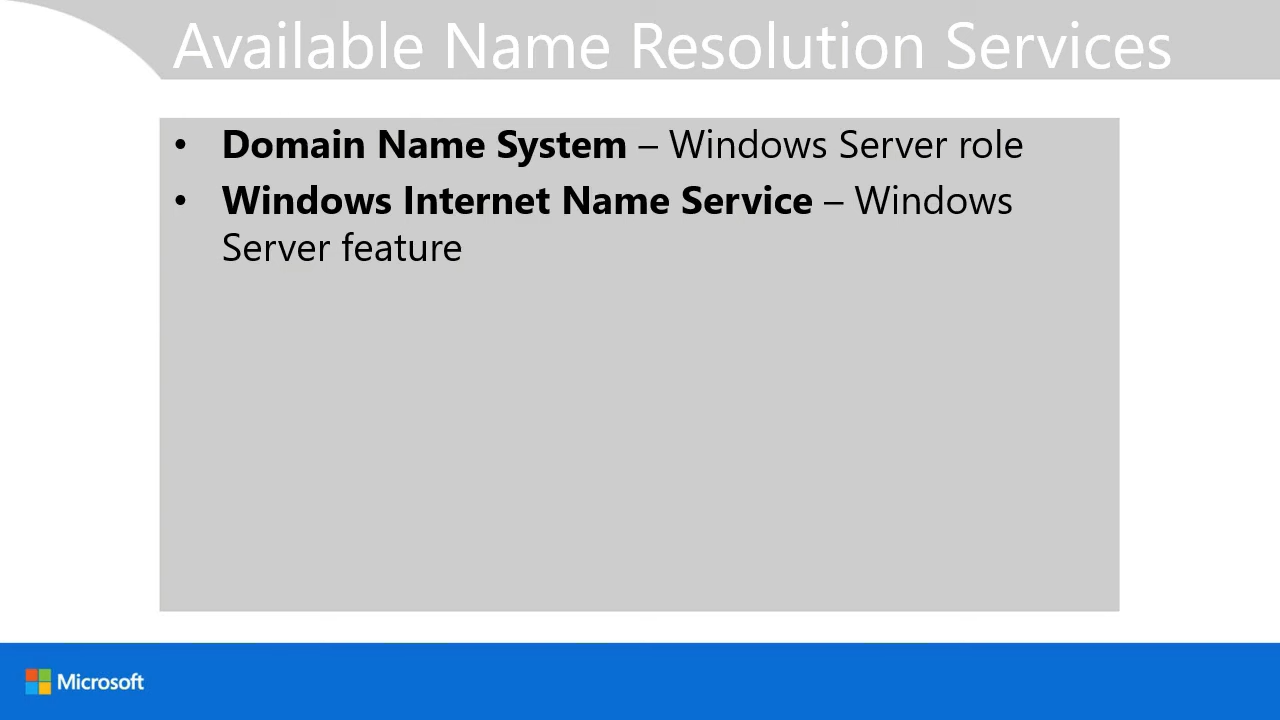 Available Name Resolution Services
• Domain Name System – Windows Server role
• Windows Internet Name Service – Windows
Server feature
Microsoft